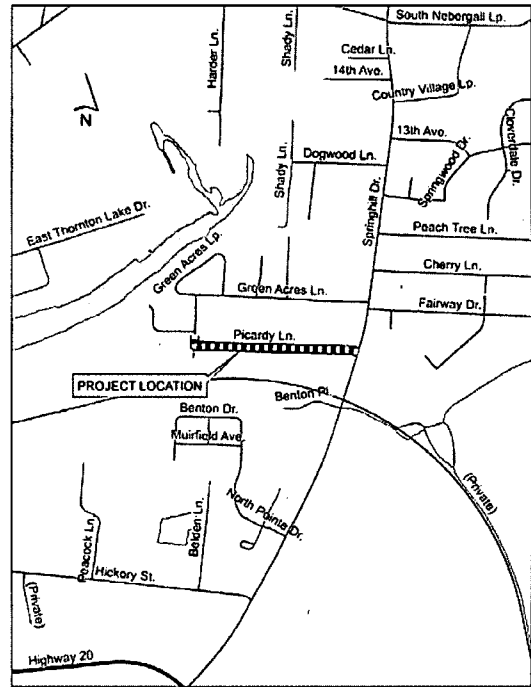 South Nebergall Lp.
Cedar Ln.
14th Ave.
Country Village Lp.
Harder Ln.
Shady Ln.
N
13th Ave.
Cloverdale Dr.
Springwood Dr.
Dogwood Ln.
Shady Ln.
Springhill Dr.
East Thornton Lake Dr.
Peach Tree Ln.
Green Acres Lp.
Cherry Ln.
Green Acres Ln.
Fairway Dr.
Picardy Ln.
PROJECT LOCATION
Benton Pl.
Benton Dr.
Muirfield Ave.
(Private)
North Pointe Dr.
Peacock Ln.
Belden Ln.
Hickory St.
(Private)
Highway 20